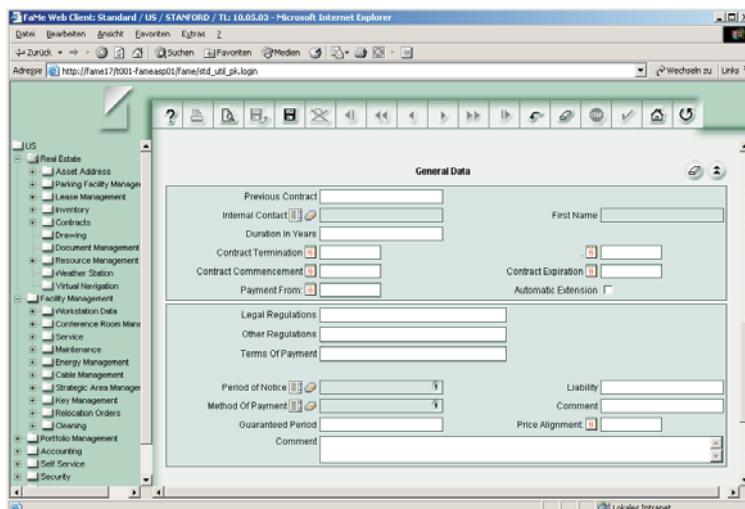 FaMe Web Client: Standard / US / STANFORD / TL: 10.05.03 - Microsoft Internet Explorer
Datei Bearbeiten Ansicht Favoriten Extras ?
Zurück Suchen Favoriten Medien
Adresse http://fame17/t001-fameasp01/fame/std_util_pk.login Wechseln zu Links
US
Real Estate
Asset Address
Parking Facility Manager
Lease Management
Inventory
Contracts
Drawing
Document Management
Resource Management
Weather Station
Virtual Navigation
Facility Management
Workstation Data
Conference Room Mana
Service
Maintenance
Energy Management
Cable Management
Strategic Area Manager
Key Management
Relocation Orders
Cleaning
Portfolio Management
Accounting
Self Service
Security
General Data
Previous Contract
Internal Contact First Name
Duration In Years
Contract Termination .
Contract Commencement Contract Expiration
Payment From: Automatic Extension
Legal Regulations
Other Regulations
Terms Of Payment
Period of Notice Liability
Method Of Payment Comment
Guaranteed Period Price Alignment
Comment
Lokales Intranet